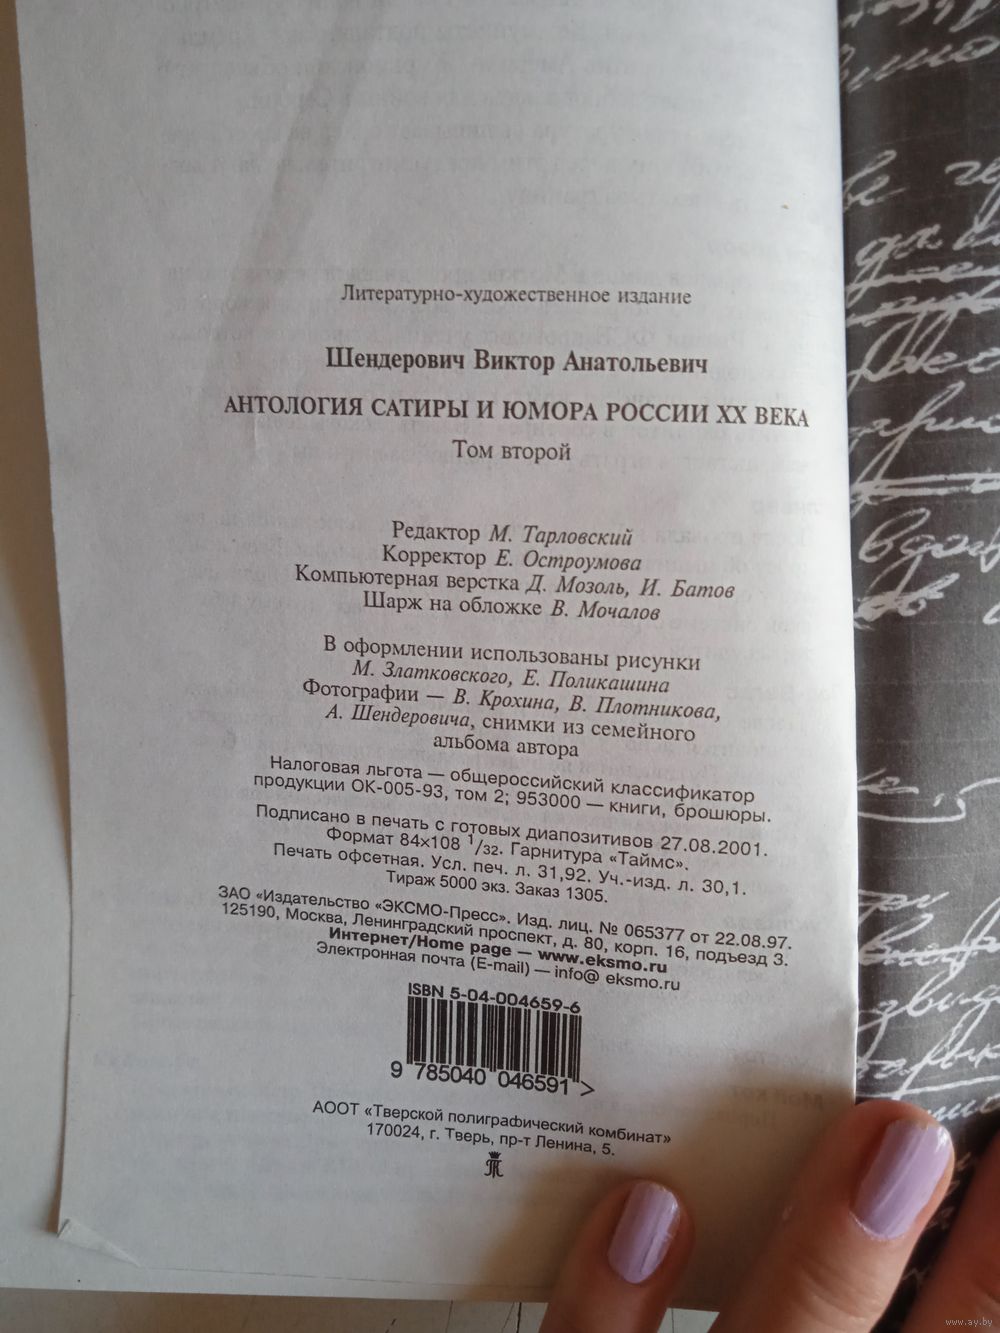 Литературно-художественное издание
Шендерович Виктор Анатольевич
АНТОЛОГИЯ САТИРЫ И ЮМОРА РОССИИ XX ВЕКА
Том второй
Редактор М. Тарловский
Корректор Е. Остроумова
Компьютерная верстка Д. Мозоль, И. Батов
Шарж на обложке В. Мочалов
В оформлении использованы рисунки
М. Златковского, Е. Поликашина
Фотографии — В. Крохина, В. Плотникова,
А. Шендеровича, снимки из семейного
альбома автора
Налоговая льгота — общероссийский классификатор
продукции ОК-005-93, том 2; 953000 — книги, брошюры.
Подписано в печать с готовых диапозитивов 27.08.2001.
Формат 84х108 1/32. Гарнитура «Таймс».
Печать офсетная. Усл. печ. л. 31,92. Уч.-изд. л. 30,1.
Тираж 5000 экз. Заказ 1305.
ЗАО «Издательство «ЭКСМО-Пресс». Изд. лиц. № 065377 от 22.08.97.
125190, Москва, Ленинградский проспект, д. 80, корп. 16, подъезд 3.
Интернет/Home page — www.eksmo.ru
Электронная почта (E-mail) — info@ eksmo.ru
ISBN 5-04-004659-6
9 785040 046591 >
АООТ «Тверской полиграфический комбинат»
170024, г. Тверь, пр-т Ленина, 5.
www.ay.by